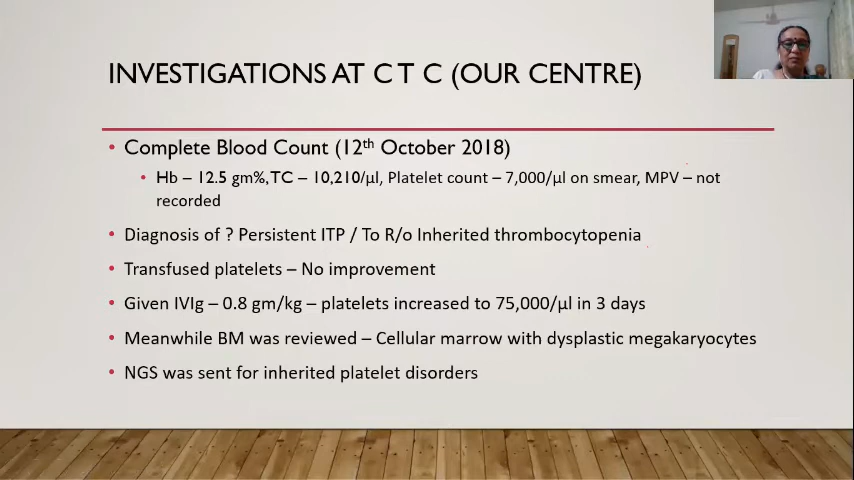 INVESTIGATIONS AT C T C (OUR CENTRE)
• Complete Blood Count (12th October 2018)
• Hb – 12.5 gm%, TC – 10,210/µl, Platelet count – 7,000/µl on smear, MPV – not
recorded
• Diagnosis of ? Persistent ITP / To R/o Inherited thrombocytopenia
• Transfused platelets – No improvement
• Given IVIg – 0.8 gm/kg – platelets increased to 75,000/µl in 3 days
• Meanwhile BM was reviewed – Cellular marrow with dysplastic megakaryocytes
• NGS was sent for inherited platelet disorders